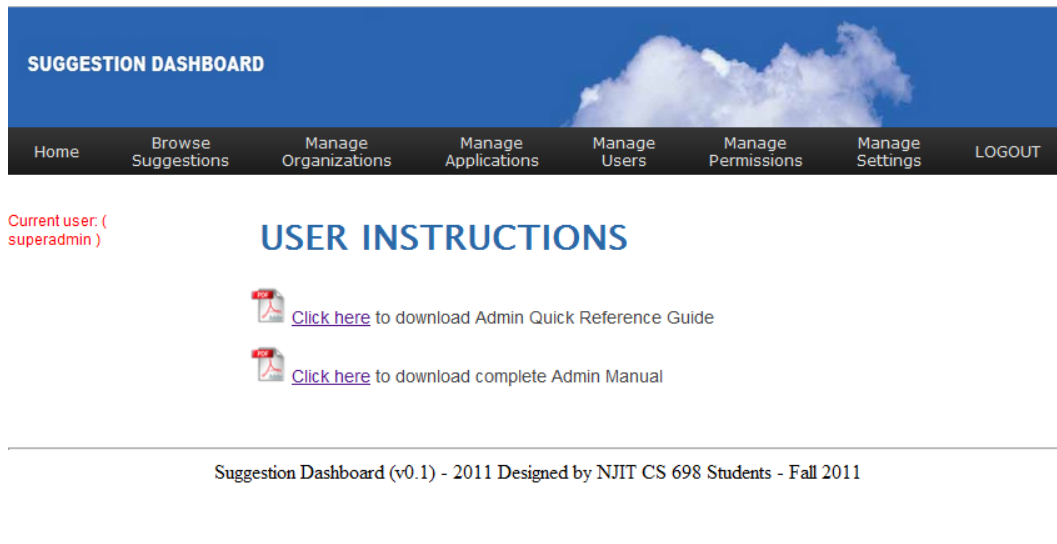 SUGGESTION DASHBOARD
Home
Browse Suggestions
Manage Organizations
Manage Applications
Manage Users
Manage Permissions
Manage Settings
LOGOUT
Current user: (
superadmin )
USER INSTRUCTIONS
PDF
Click here to download Admin Quick Reference Guide
PDF
Click here to download complete Admin Manual
Suggestion Dashboard (v0.1) - 2011 Designed by NJIT CS 698 Students - Fall 2011